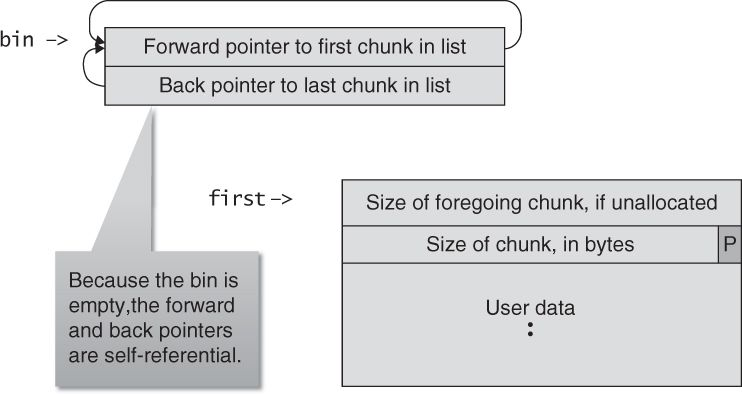 bin ->
Forward pointer to first chunk in list
Back pointer to last chunk in list
first ->
Size of foregoing chunk, if unallocated
Size of chunk, in bytes P
User data
:
Because the bin is
empty,the forward
and back pointers
are self-referential.